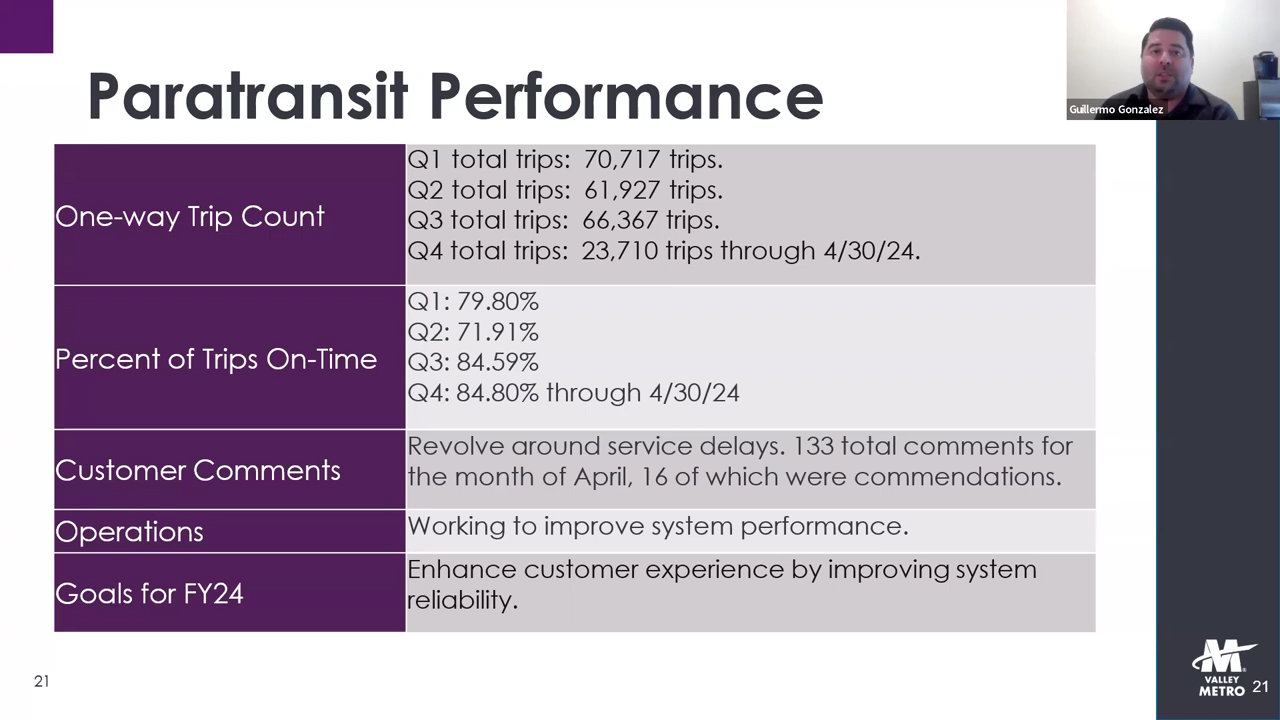 Paratransit Performance
Guillermo Gonzalez
One-way Trip Count
Q1 total trips: 70,717 trips.
Q2 total trips: 61,927 trips.
Q3 total trips: 66,367 trips.
Q4 total trips: 23,710 trips through 4/30/24.
Percent of Trips On-Time
Q1: 79.80%
Q2: 71.91%
Q3: 84.59%
Q4: 84.80% through 4/30/24
Customer Comments
Revolve around service delays. 133 total comments for
the month of April, 16 of which were commendations.
Operations
Working to improve system performance.
Goals for FY24
Enhance customer experience by improving system
reliability.
21
VALLEY
METRO
21